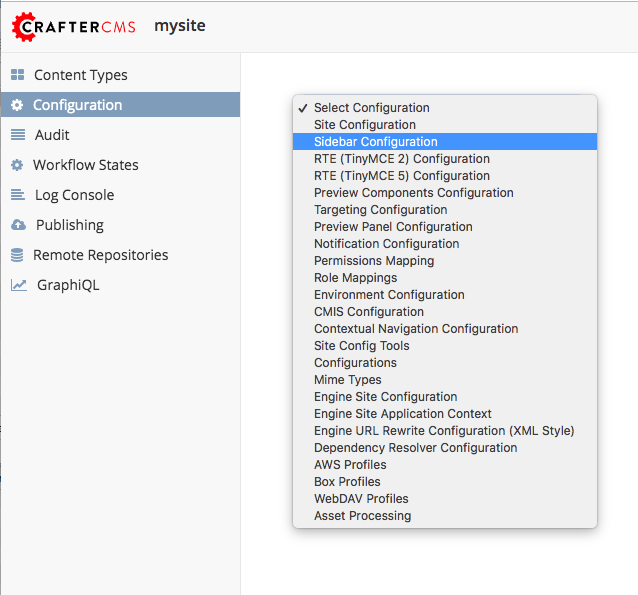 CRAFTERCMS mysite
Content Types
Configuration
Audit
Workflow States
Log Console
Publishing
Remote Repositories
GraphiQL
✓ Select Configuration
Site Configuration
Sidebar Configuration
RTE (TinyMCE 2) Configuration
RTE (TinyMCE 5) Configuration
Preview Components Configuration
Targeting Configuration
Preview Panel Configuration
Notification Configuration
Permissions Mapping
Role Mappings
Environment Configuration
CMIS Configuration
Contextual Navigation Configuration
Site Config Tools
Configurations
Mime Types
Engine Site Configuration
Engine Site Application Context
Engine URL Rewrite Configuration (XML Style)
Dependency Resolver Configuration
AWS Profiles
Box Profiles
WebDAV Profiles
Asset Processing